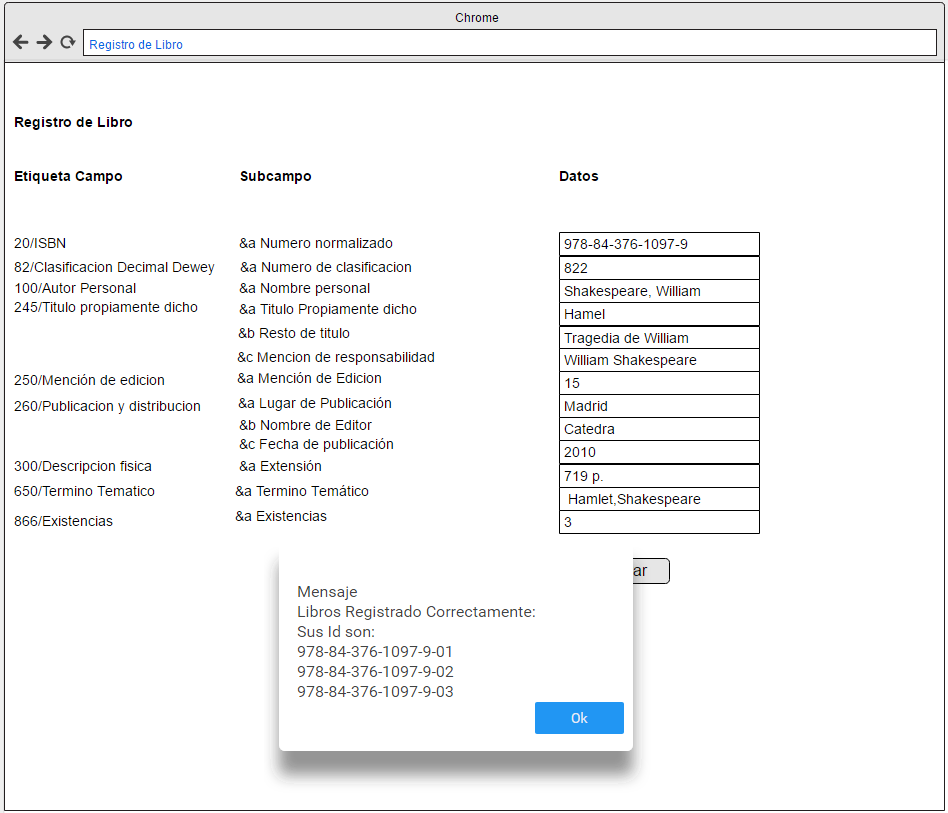 Chrome
Registro de Libro
Registro de Libro
Etiqueta Campo Subcampo Datos
20/ISBN &a Numero normalizado 978-84-376-1097-9
82/Clasificacion Decimal Dewey &a Numero de clasificacion 822
100/Autor Personal &a Nombre personal Shakespeare, William
245/Titulo propiamente dicho &a Titulo Propiamente dicho Hamel
&b Resto de titulo Tragedia de William
&c Mencion de responsabilidad William Shakespeare
250/Mención de edicion &a Mención de Edicion 15
260/Publicacion y distribucion &a Lugar de Publicación Madrid
&b Nombre de Editor Catedra
&c Fecha de publicación 2010
300/Descripcion fisica &a Extensión 719 p.
650/Termino Tematico &a Termino Temático Hamlet,Shakespeare
866/Existencias &a Existencias 3
ar
Mensaje
Libros Registrado Correctamente:
Sus Id son:
978-84-376-1097-9-01
978-84-376-1097-9-02
978-84-376-1097-9-03
Ok